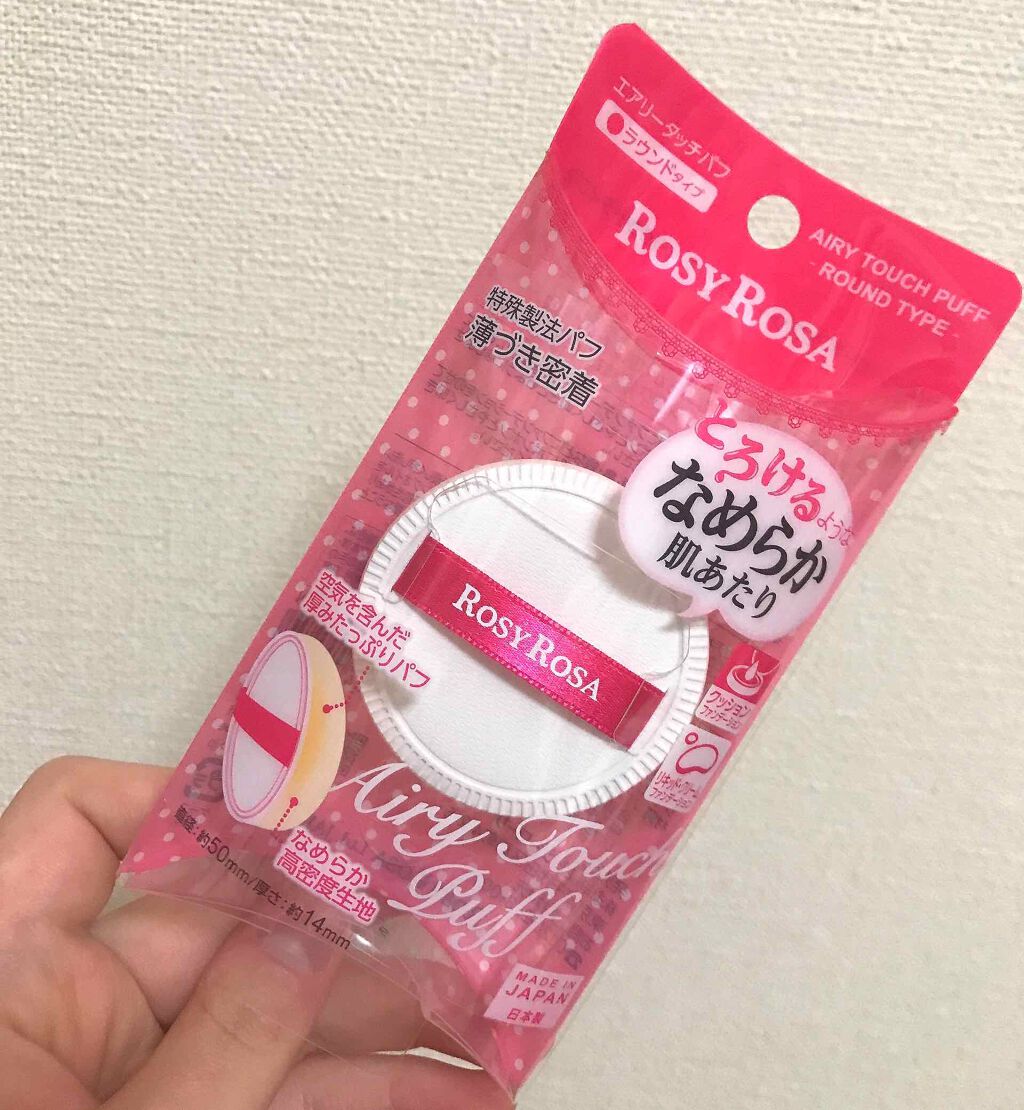 エアリータッチパフ
ラウンドタイプ
ROSY ROSA
AIRY TOUCH PUFF
- ROUND TYPE -
特殊製法パフ
薄づき密着
とろけるような
なめらか
肌あたり
ROSY ROSA
クッション
ファンデーション
リキッド・クリーム
ファンデーション
空気を含んだ
厚みたっぷりパフ
なめらか
高密度生地
Airy Touch
Puff
直径:約50mm/厚さ:約14mm
MADE IN
JAPAN
日本製